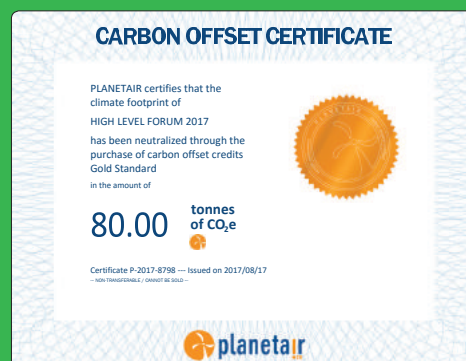 CARBON OFFSET CERTIFICATE
PLANETAIR certifies that the
climate footprint of
HIGH LEVEL FORUM 2017
has been neutralized through the
purchase of carbon offset credits
Gold Standard
in the amount of
80.00
tonnes
of CO₂e
PLANETAIR
Certificate P-2017-8798 --- Issued on 2017/08/17
-- NON-TRANSFERABLE / CANNOT BE SOLD --
planetair